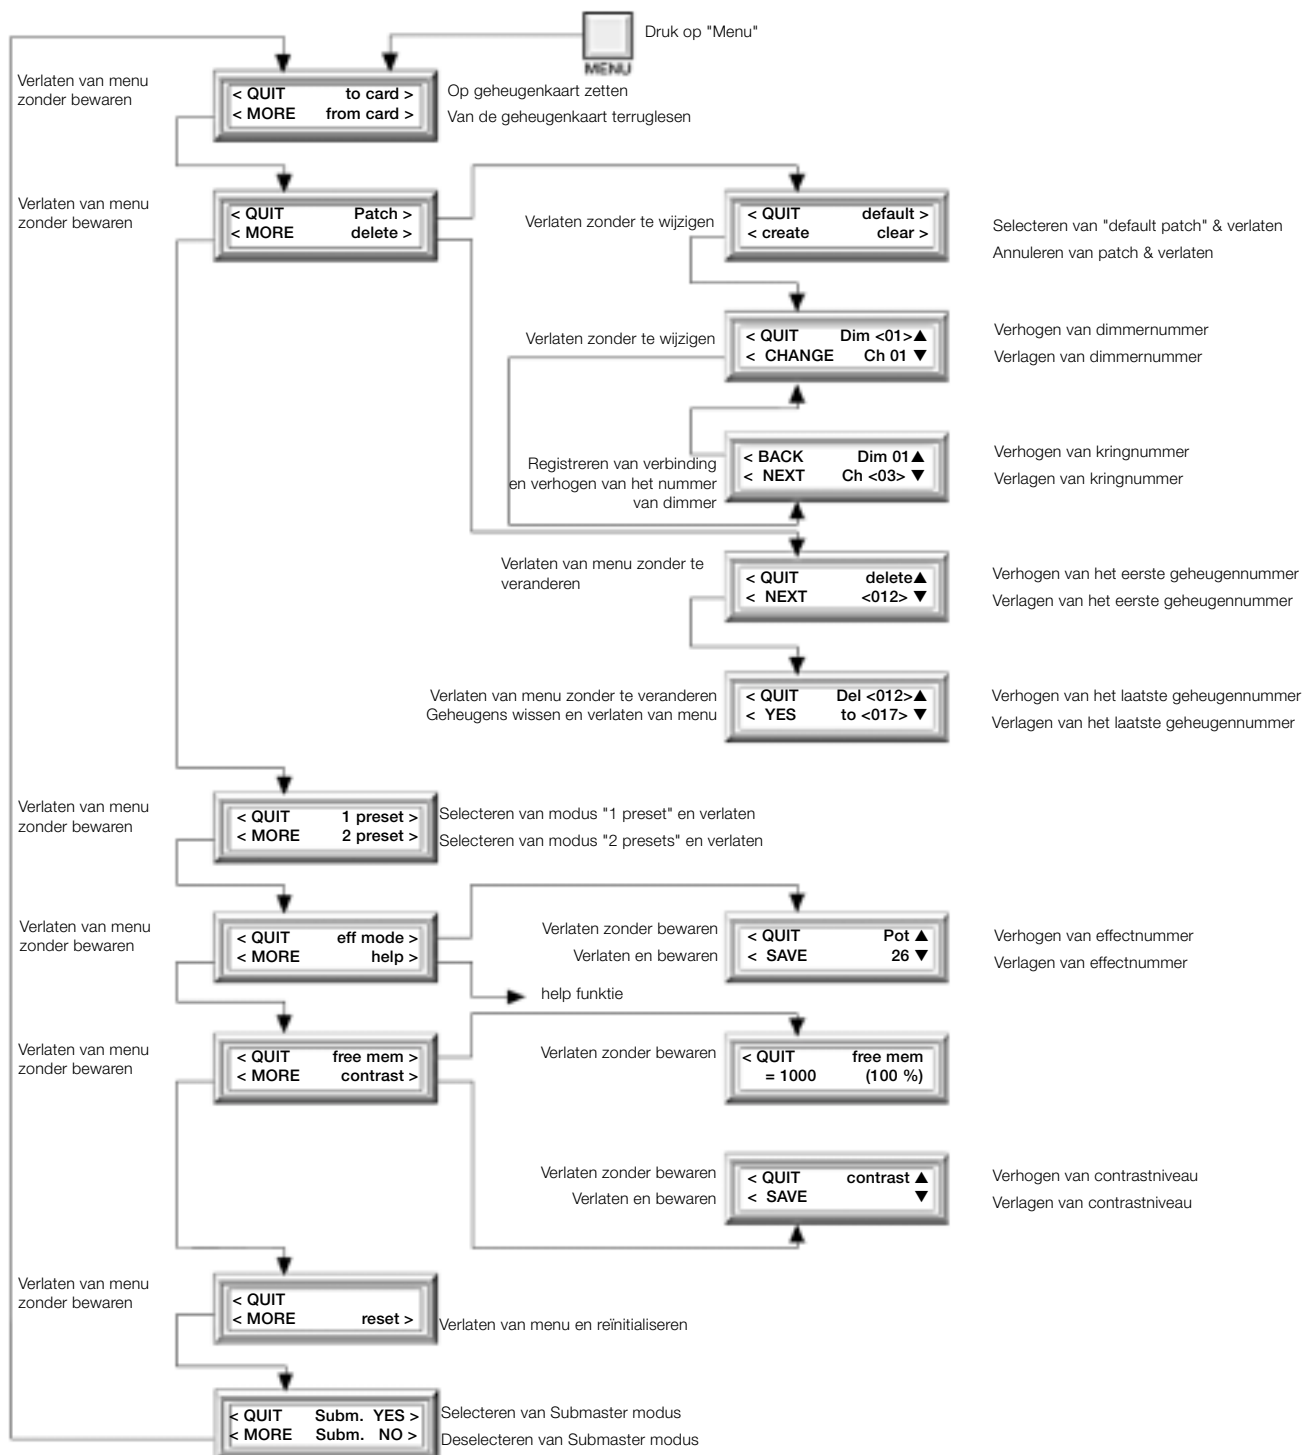 Druk op "Menu"
MENU
Verlaten van menu
zonder bewaren
< QUIT to card >
< MORE from card >
Op geheugenkaart zetten
Van de geheugenkaart terruglesen
Verlaten van menu
zonder bewaren
< QUIT Patch >
< MORE delete >
Verlaten zonder te wijzigen
< QUIT default >
< create clear >
Selecteren van "default patch" & verlaten
Annuleren van patch & verlaten
Verlaten zonder te wijzigen
< QUIT Dim <01>▲
< CHANGE Ch 01 ▼
Verhogen van dimmernummer
Verlagen van dimmernummer
Registreren van verbinding
en verhogen van het nummer
van dimmer
< BACK Dim 01▲
< NEXT Ch <03> ▼
Verhogen van kringnummer
Verlagen van kringnummer
Verlaten van menu zonder te
veranderen
< QUIT delete▲
< NEXT <012> ▼
Verhogen van het eerste geheugennummer
Verlagen van het eerste geheugennummer
Verlaten van menu zonder te veranderen
Geheugens wissen en verlaten van menu
< QUIT Del <012>▲
< YES to <017> ▼
Verhogen van het laatste geheugennummer
Verlagen van het laatste geheugennummer
Verlaten van menu
zonder bewaren
< QUIT 1 preset >
< MORE 2 preset >
Selecteren van modus "1 preset" en verlaten
Selecteren van modus "2 presets" en verlaten
Verlaten van menu
zonder bewaren
< QUIT eff mode >
< MORE help >
help funktie
Verlaten zonder bewaren
Verlaten en bewaren
< QUIT Pot ▲
< SAVE 26 ▼
Verhogen van effectnummer
Verlagen van effectnummer
Verlaten van menu
zonder bewaren
< QUIT free mem >
< MORE contrast >
Verlaten zonder bewaren
< QUIT free mem
= 1000 (100 %)
Verlaten zonder bewaren
Verlaten en bewaren
< QUIT contrast ▲
< SAVE ▼
Verhogen van contrastniveau
Verlagen van contrastniveau
Verlaten van menu
zonder bewaren
< QUIT
< MORE reset >
Verlaten van menu en reïnitialiseren
< QUIT Subm. YES >
< MORE Subm. NO >
Selecteren van Submaster modus
Deselecteren van Submaster modus